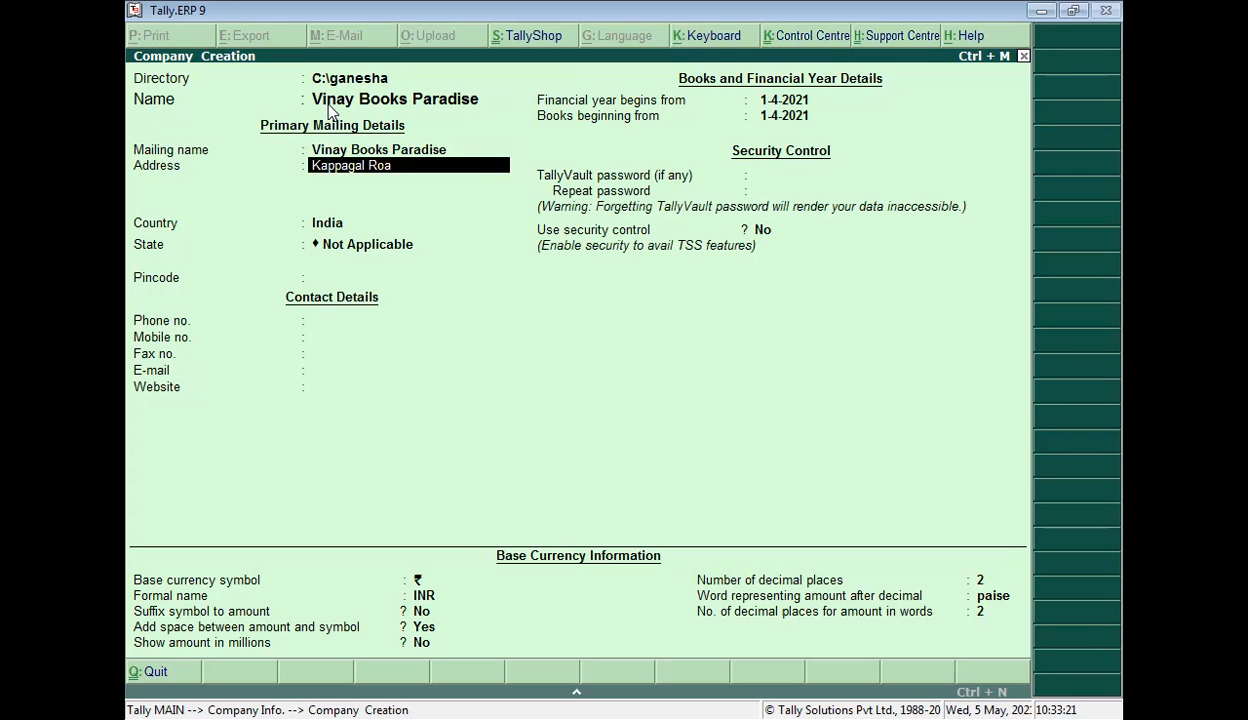 Tally.ERP 9
P: Print
E: Export
M: E-Mail
O: Upload
S: TallyShop
G: Language
K: Keyboard
K: Control Centre
H: Support Centre
H: Help
Company Creation
Ctrl + M
Directory : C:\ganesha
Name : Vinay Books Paradise
Primary Mailing Details
Mailing name : Vinay Books Paradise
Address : Kappagal Roa
Country : India
State : ♦ Not Applicable
Pincode :
Contact Details
Phone no. :
Mobile no. :
Fax no. :
E-mail :
Website :
Books and Financial Year Details
Financial year begins from : 1-4-2021
Books beginning from : 1-4-2021
Security Control
TallyVault password (if any) :
Repeat password :
(Warning: Forgetting TallyVault password will render your data inaccessible.)
Use security control ? No
(Enable security to avail TSS features)
Base Currency Information
Base currency symbol : ₹
Formal name : INR
Suffix symbol to amount ? No
Add space between amount and symbol ? Yes
Show amount in millions ? No
Number of decimal places : 2
Word representing amount after decimal : paise
No. of decimal places for amount in words : 2
Q: Quit
Ctrl + N
Tally MAIN --> Company Info. --> Company Creation
© Tally Solutions Pvt Ltd., 1988-20
Wed, 5 May, 202
10:33:21